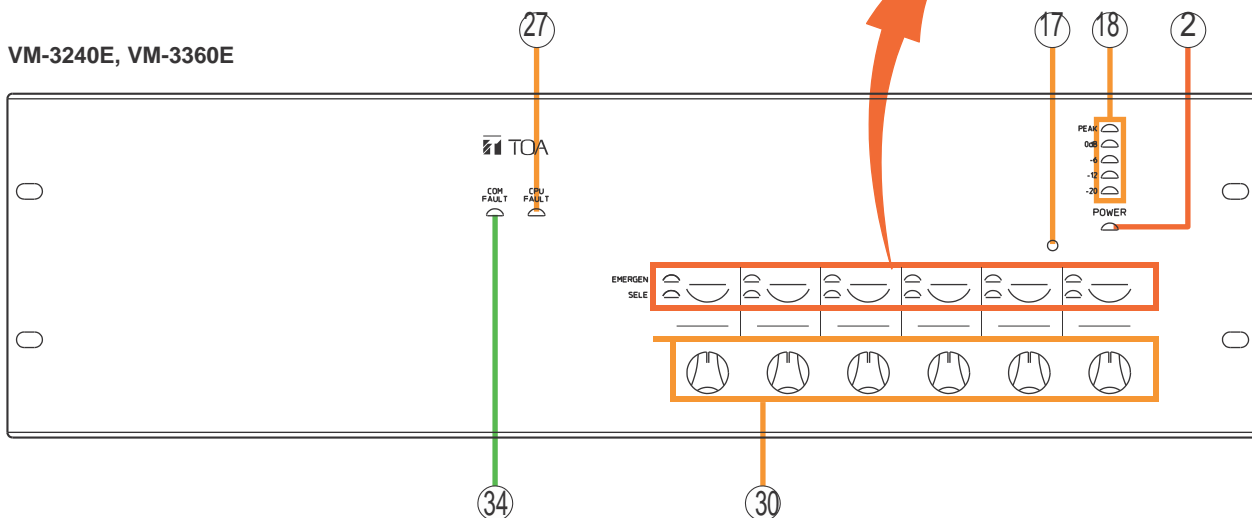 27
17
18
2
VM-3240E, VM-3360E
PEAK
0dB
-6
-12
-20
TOA
COM
FAULT
CPU
FAULT
POWER
EMERGEN
SELE
34
30